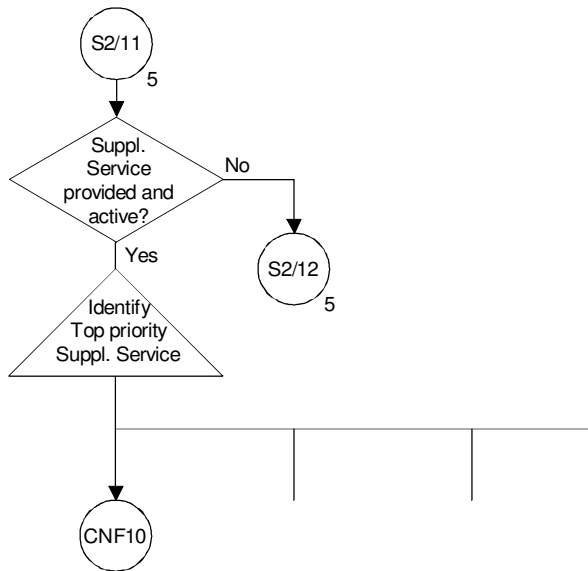 S2/11
5
Suppl.
Service
provided and
active?
No
Yes
S2/12
5
Identify
Top priority
Suppl. Service
CNF10